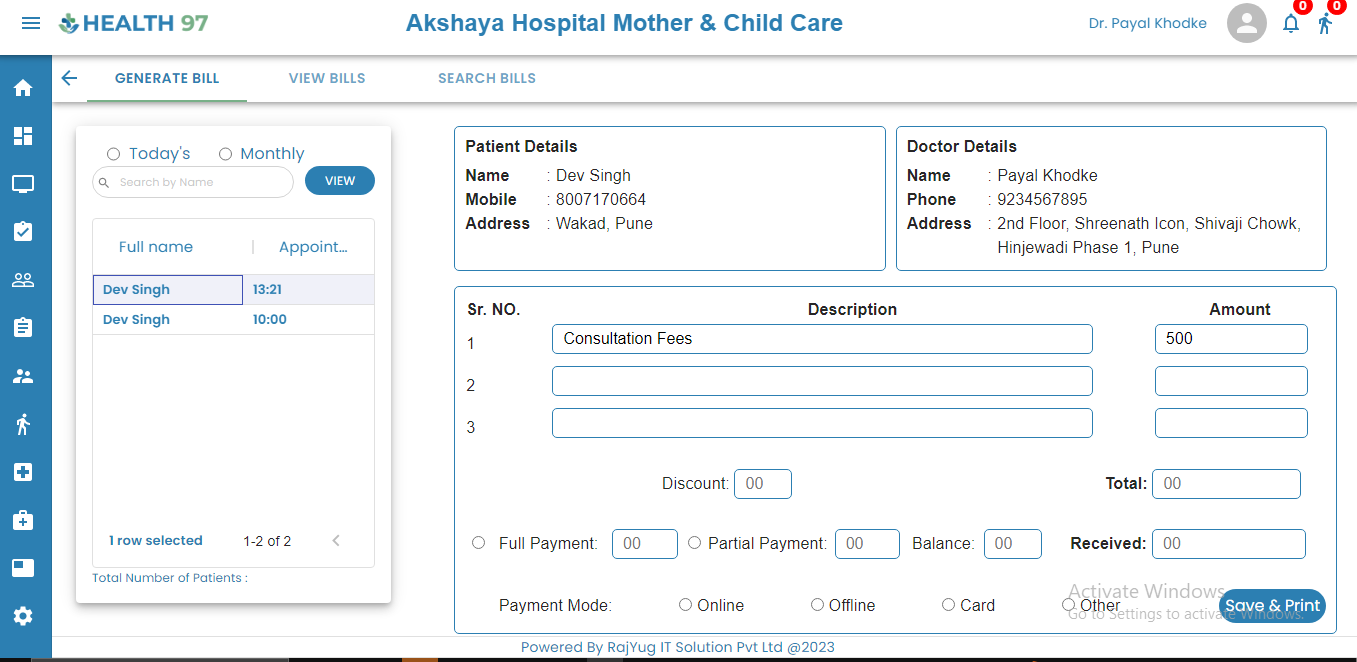 HEALTH 97
Akshaya Hospital Mother & Child Care
Dr. Payal Khodke
0
0
GENERATE BILL
VIEW BILLS
SEARCH BILLS
Today's
Monthly
Search by Name
VIEW
Full name
Appoint...
Dev Singh 13:21
Dev Singh 10:00
1 row selected
1-2 of 2
Total Number of Patients :
Patient Details
Name : Dev Singh
Mobile : 8007170664
Address : Wakad, Pune
Doctor Details
Name : Payal Khodke
Phone : 9234567895
Address : 2nd Floor, Shreenath Icon, Shivaji Chowk,
Hinjewadi Phase 1, Pune
Sr. NO. Description Amount
1 Consultation Fees 500
2
3
Discount: 00 Total: 00
Full Payment: 00 Partial Payment: 00 Balance: 00 Received: 00
Payment Mode: Online Offline Card Other
Save & Print
Activate Windows
Go to Settings to activate Windows.
Powered By RajYug IT Solution Pvt Ltd @2023